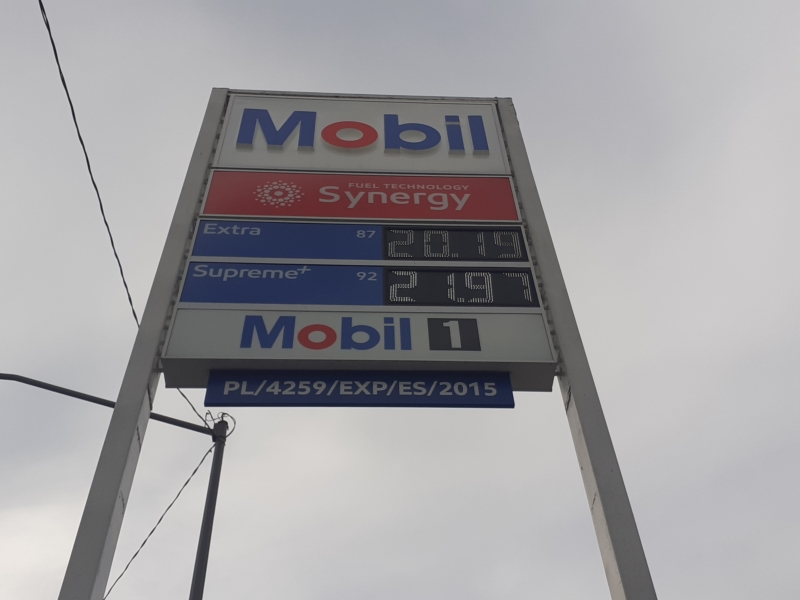 Mobil
FUEL TECHNOLOGY
Synergy
Extra 87 20.19
Supreme+ 92 21.97
Mobil 1
PL/4259/EXP/ES/2015